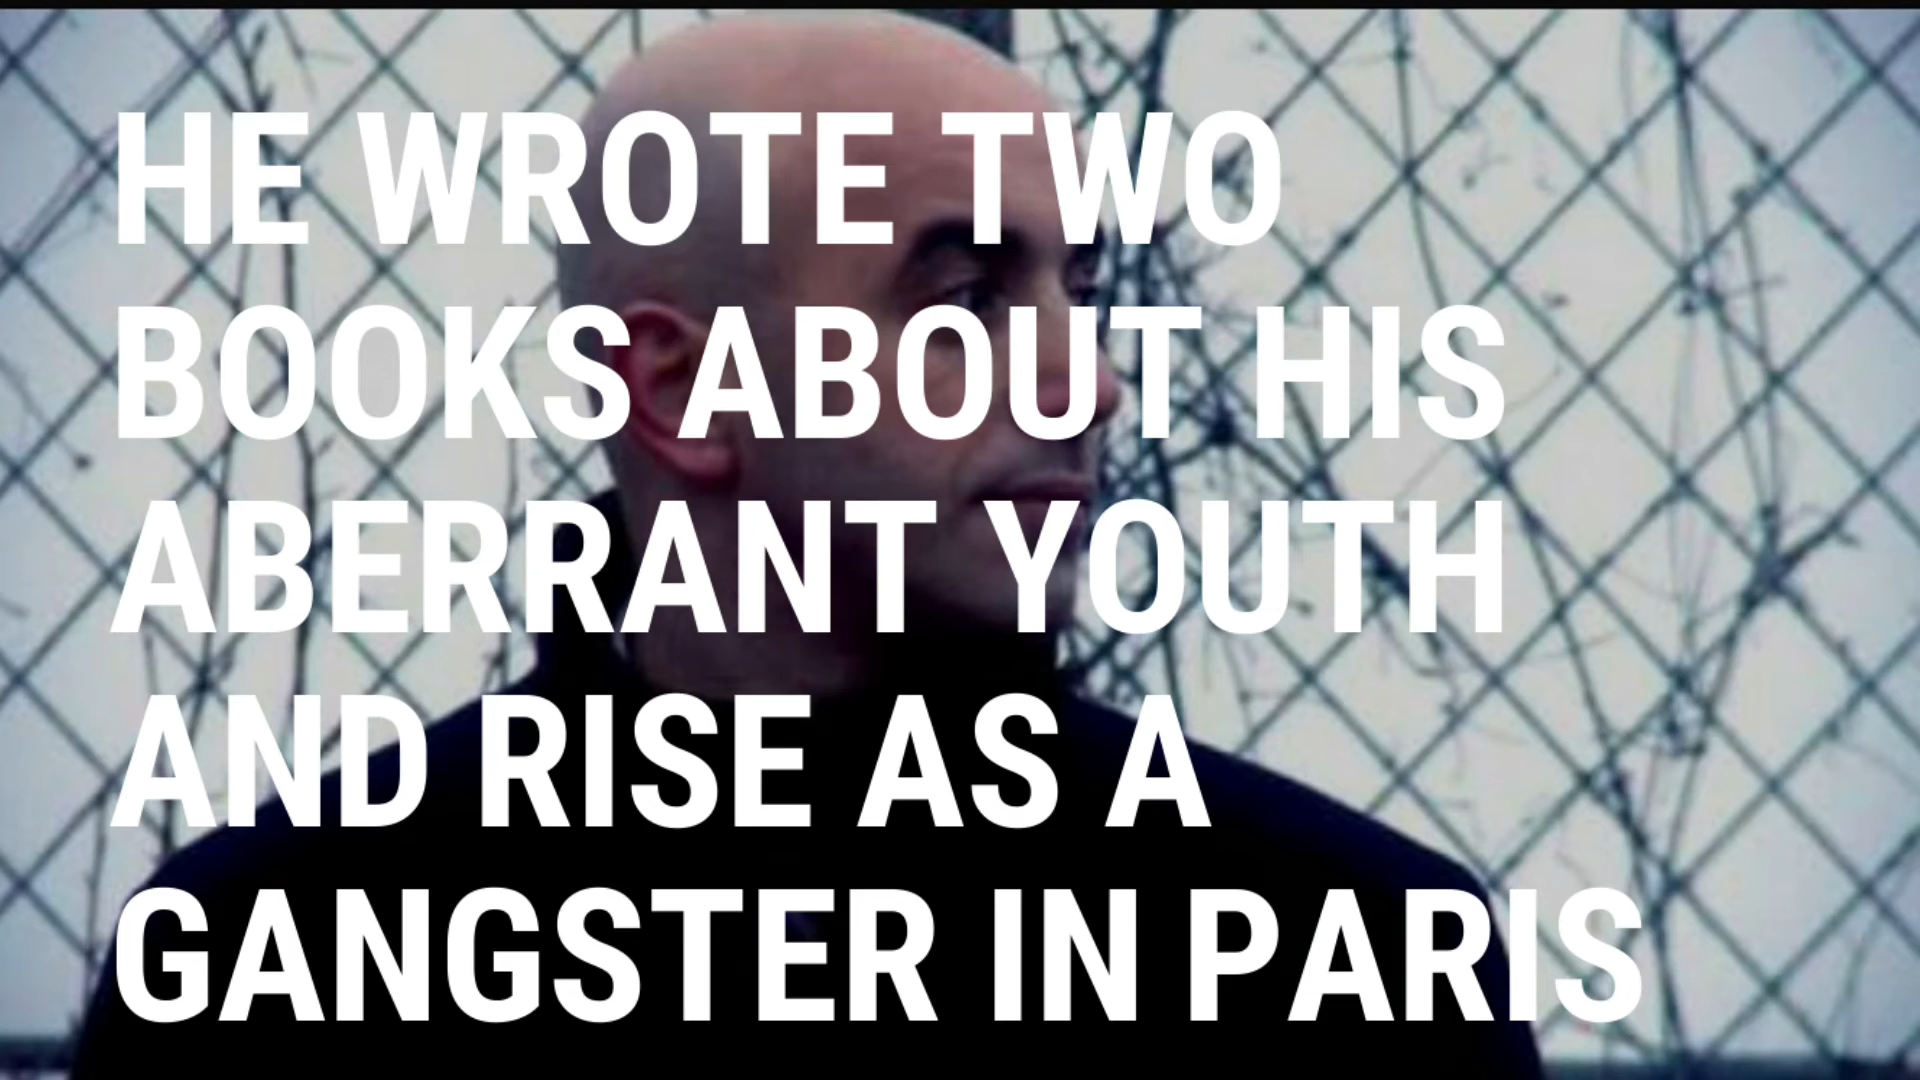 HE WROTE TWO
BOOKS ABOUT HIS
ABERRANT YOUTH
AND RISE AS A
GANGSTER IN PARIS